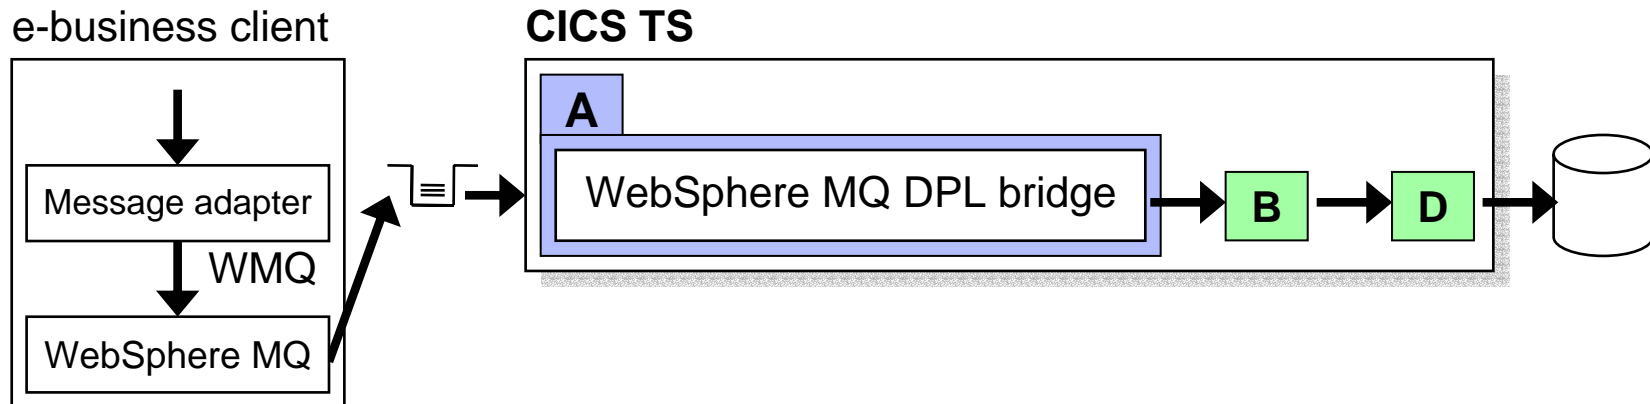 e-business client
CICS TS
A
Message adapter
WebSphere MQ DPL bridge
B
D
WMQ
WebSphere MQ